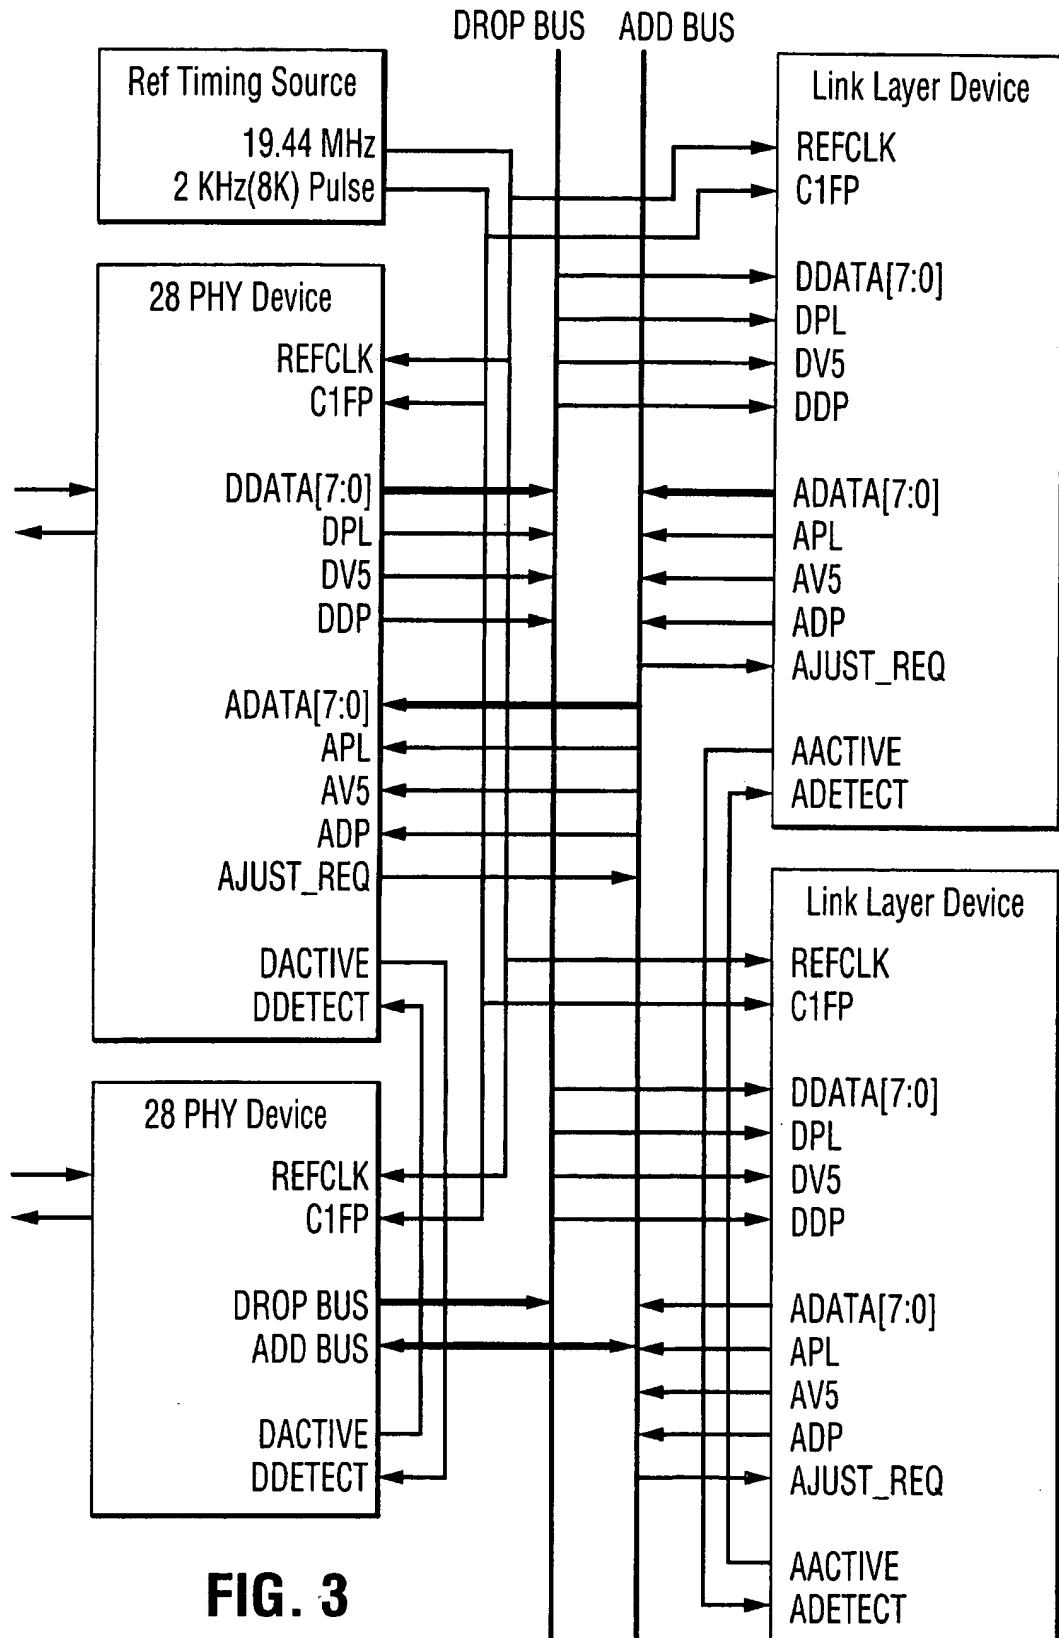 DROP BUS ADD BUS
Ref Timing Source
19.44 MHz
2 KHz(8K) Pulse
28 PHY Device
REFCLK
C1FP
DDATA[7:0]
DPL
DV5
DDP
ADATA[7:0]
APL
AV5
ADP
AJUST_REQ
DACTIVE
DDETECT
28 PHY Device
REFCLK
C1FP
DROP BUS
ADD BUS
DACTIVE
DDETECT
Link Layer Device
REFCLK
C1FP
DDATA[7:0]
DPL
DV5
DDP
ADATA[7:0]
APL
AV5
ADP
AJUST_REQ
AACTIVE
ADETECT
Link Layer Device
REFCLK
C1FP
DDATA[7:0]
DPL
DV5
DDP
ADATA[7:0]
APL
AV5
ADP
AJUST_REQ
AACTIVE
ADETECT
FIG. 3